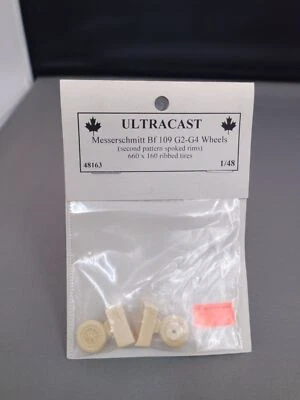 ULTRACAST
Messerschmitt Bf 109 G2-G4 Wheels
(second pattern spoked rims)
660 x 160 ribbed tires
48163
1/48